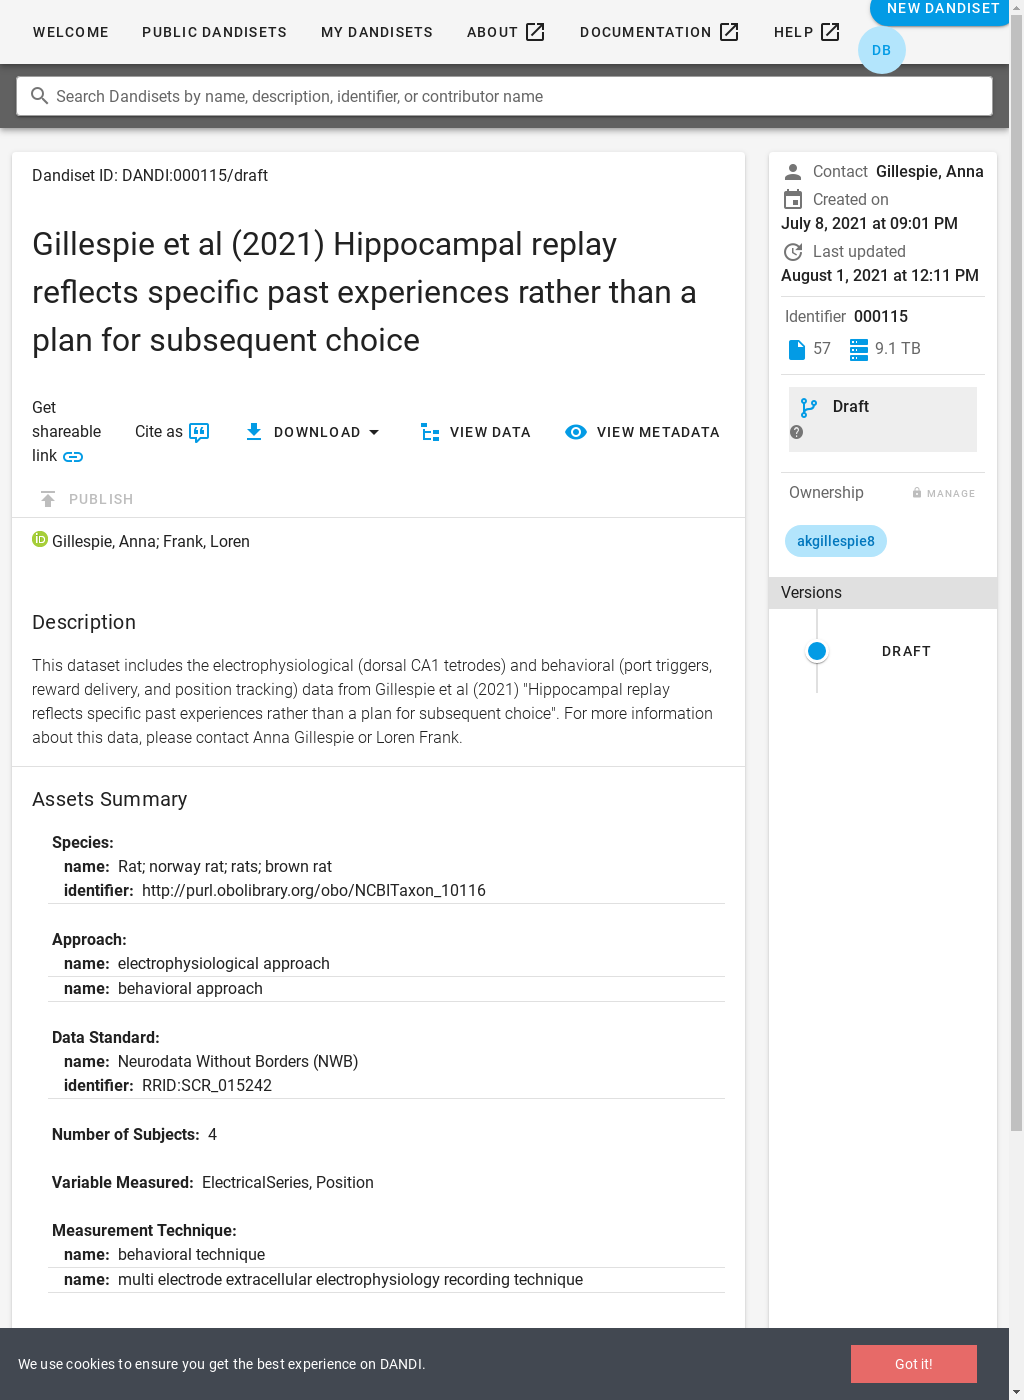 WELCOME
PUBLIC DANDISETS
MY DANDISETS
ABOUT
DOCUMENTATION
HELP
NEW DANDISET
DB
Search Dandisets by name, description, identifier, or contributor name
Dandiset ID: DANDI:000115/draft
Gillespie et al (2021) Hippocampal replay
reflects specific past experiences rather than a
plan for subsequent choice
Get
shareable
link
Cite as
DOWNLOAD
VIEW DATA
VIEW METADATA
PUBLISH
iD Gillespie, Anna; Frank, Loren
Description
This dataset includes the electrophysiological (dorsal CA1 tetrodes) and behavioral (port triggers,
reward delivery, and position tracking) data from Gillespie et al (2021) "Hippocampal replay
reflects specific past experiences rather than a plan for subsequent choice". For more information
about this data, please contact Anna Gillespie or Loren Frank.
Assets Summary
Species:
name: Rat; norway rat; rats; brown rat
identifier: http://purl.obolibrary.org/obo/NCBITaxon_10116
Approach:
name: electrophysiological approach
name: behavioral approach
Data Standard:
name: Neurodata Without Borders (NWB)
identifier: RRID:SCR_015242
Number of Subjects: 4
Variable Measured: ElectricalSeries, Position
Measurement Technique:
name: behavioral technique
name: multi electrode extracellular electrophysiology recording technique
Contact Gillespie, Anna
Created on
July 8, 2021 at 09:01 PM
Last updated
August 1, 2021 at 12:11 PM
Identifier 000115
57
9.1 TB
Draft
Ownership
MANAGE
akgillespie8
Versions
DRAFT
We use cookies to ensure you get the best experience on DANDI.
Got it!